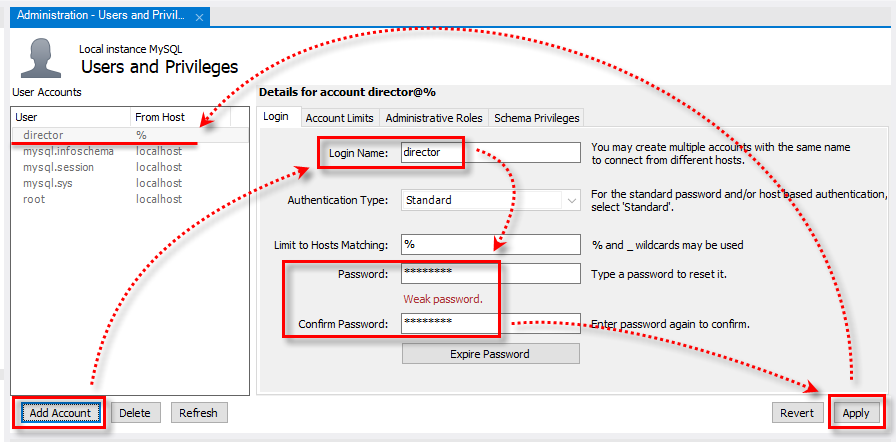 Administration - Users and Privil...
Local instance MySQL
Users and Privileges
User Accounts
User From Host
director %
mysql.infoschema localhost
mysql.session localhost
mysql.sys localhost
root localhost
Add Account Delete Refresh
Details for account director@%
Login Account Limits Administrative Roles Schema Privileges
Login Name: director You may create multiple accounts with the same name
to connect from different hosts.
Authentication Type: Standard For the standard password and/or host based authentication,
select 'Standard'.
Limit to Hosts Matching: % % and _ wildcards may be used
Password: ******** Type a password to reset it.
Weak password.
Confirm Password: ******** Enter password again to confirm.
Expire Password
Revert Apply